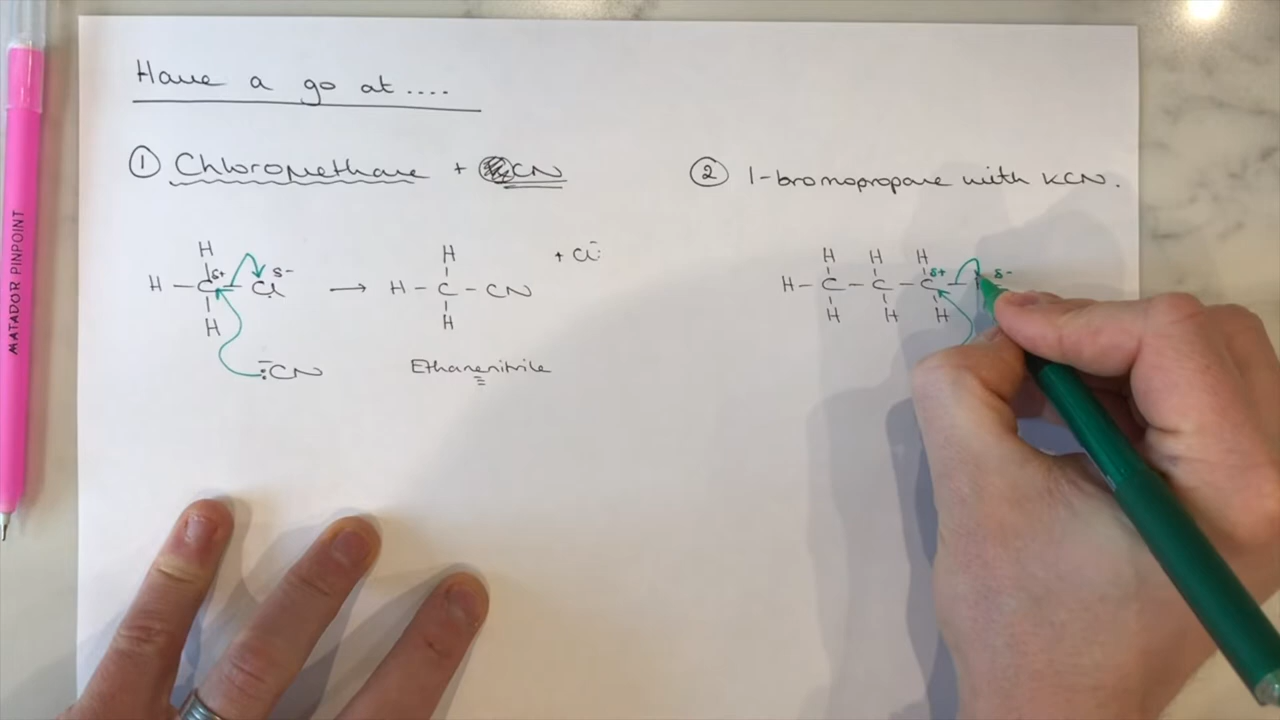 Have a go at....
① Chloromethane + CN
② 1-bromopropane with KCN.
H
δ+ δ-
H - C - Cl
H
:CN
→
H
H - C - CN
H
+ Cl:⁻
Ethanenitrile
H H H
δ+ δ-
H - C - C - C -
H H H
MATADOR PINPOINT